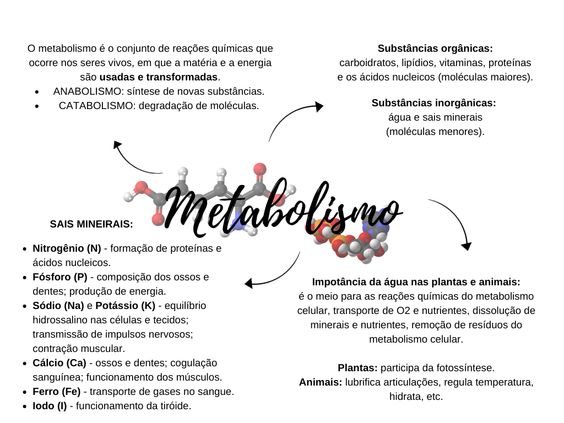 O metabolismo é o conjunto de reações químicas que
ocorre nos seres vivos, em que a matéria e a energia
são usadas e transformadas.
• ANABOLISMO: síntese de novas substâncias.
• CATABOLISMO: degradação de moléculas.
Substâncias orgânicas:
carboidratos, lipídios, vitaminas, proteínas
e os ácidos nucleicos (moléculas maiores).
Substâncias inorgânicas:
água e sais minerais
(moléculas menores).
Metabolismo
SAIS MINEIRAIS:
• Nitrogênio (N) - formação de proteínas e
ácidos nucleicos.
• Fósforo (P) - composição dos ossos e
dentes; produção de energia.
• Sódio (Na) e Potássio (K) - equilíbrio
hidrossalino nas células e tecidos;
transmissão de impulsos nervosos;
contração muscular.
• Cálcio (Ca) - ossos e dentes; cogulação
sanguínea; funcionamento dos músculos.
• Ferro (Fe) - transporte de gases no sangue.
• Iodo (I) - funcionamento da tiróide.
Impotância da água nas plantas e animais:
é o meio para as reações químicas do metabolismo
celular, transporte de O2 e nutrientes, dissolução de
minerais e nutrientes, remoção de resíduos do
metabolismo celular.
Plantas: participa da fotossíntese.
Animais: lubrifica articulações, regula temperatura,
hidrata, etc.